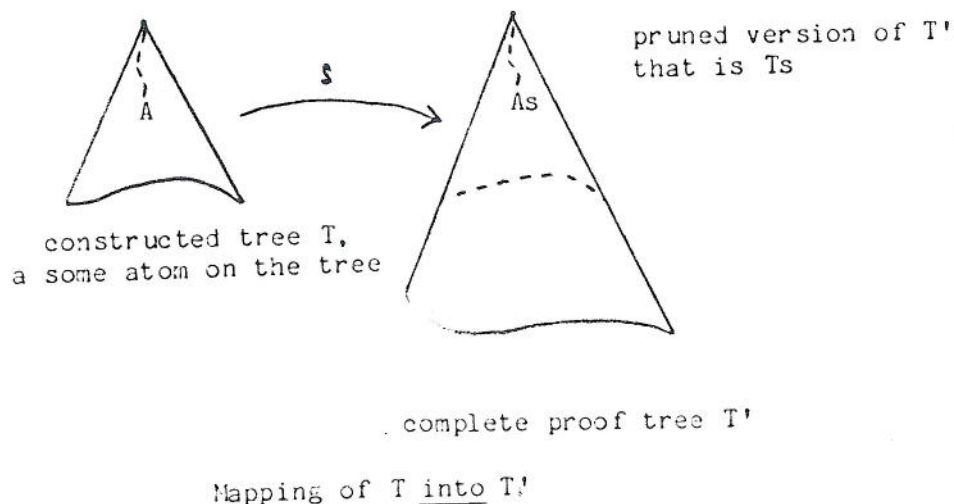 pruned version of T'
that is Ts
s
A
As
constructed tree T,
a some atom on the tree
complete proof tree T'
Mapping of T into T'